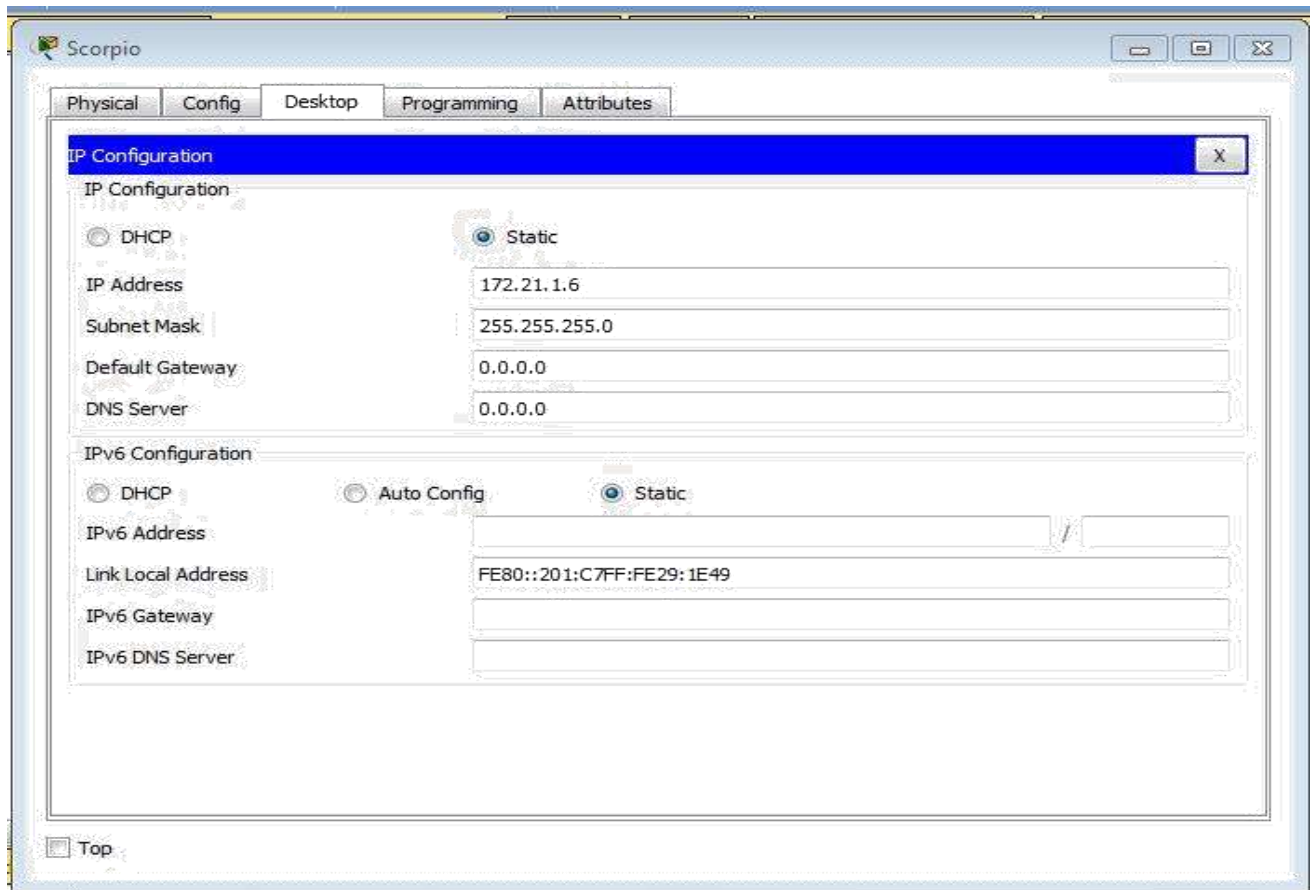 Scorpio
Physical Config Desktop Programming Attributes
IP Configuration X
IP Configuration
DHCP Static
IP Address 172.21.1.6
Subnet Mask 255.255.255.0
Default Gateway 0.0.0.0
DNS Server 0.0.0.0
IPv6 Configuration
DHCP Auto Config Static
IPv6 Address /
Link Local Address FE80::201:C7FF:FE29:1E49
IPv6 Gateway
IPv6 DNS Server
Top